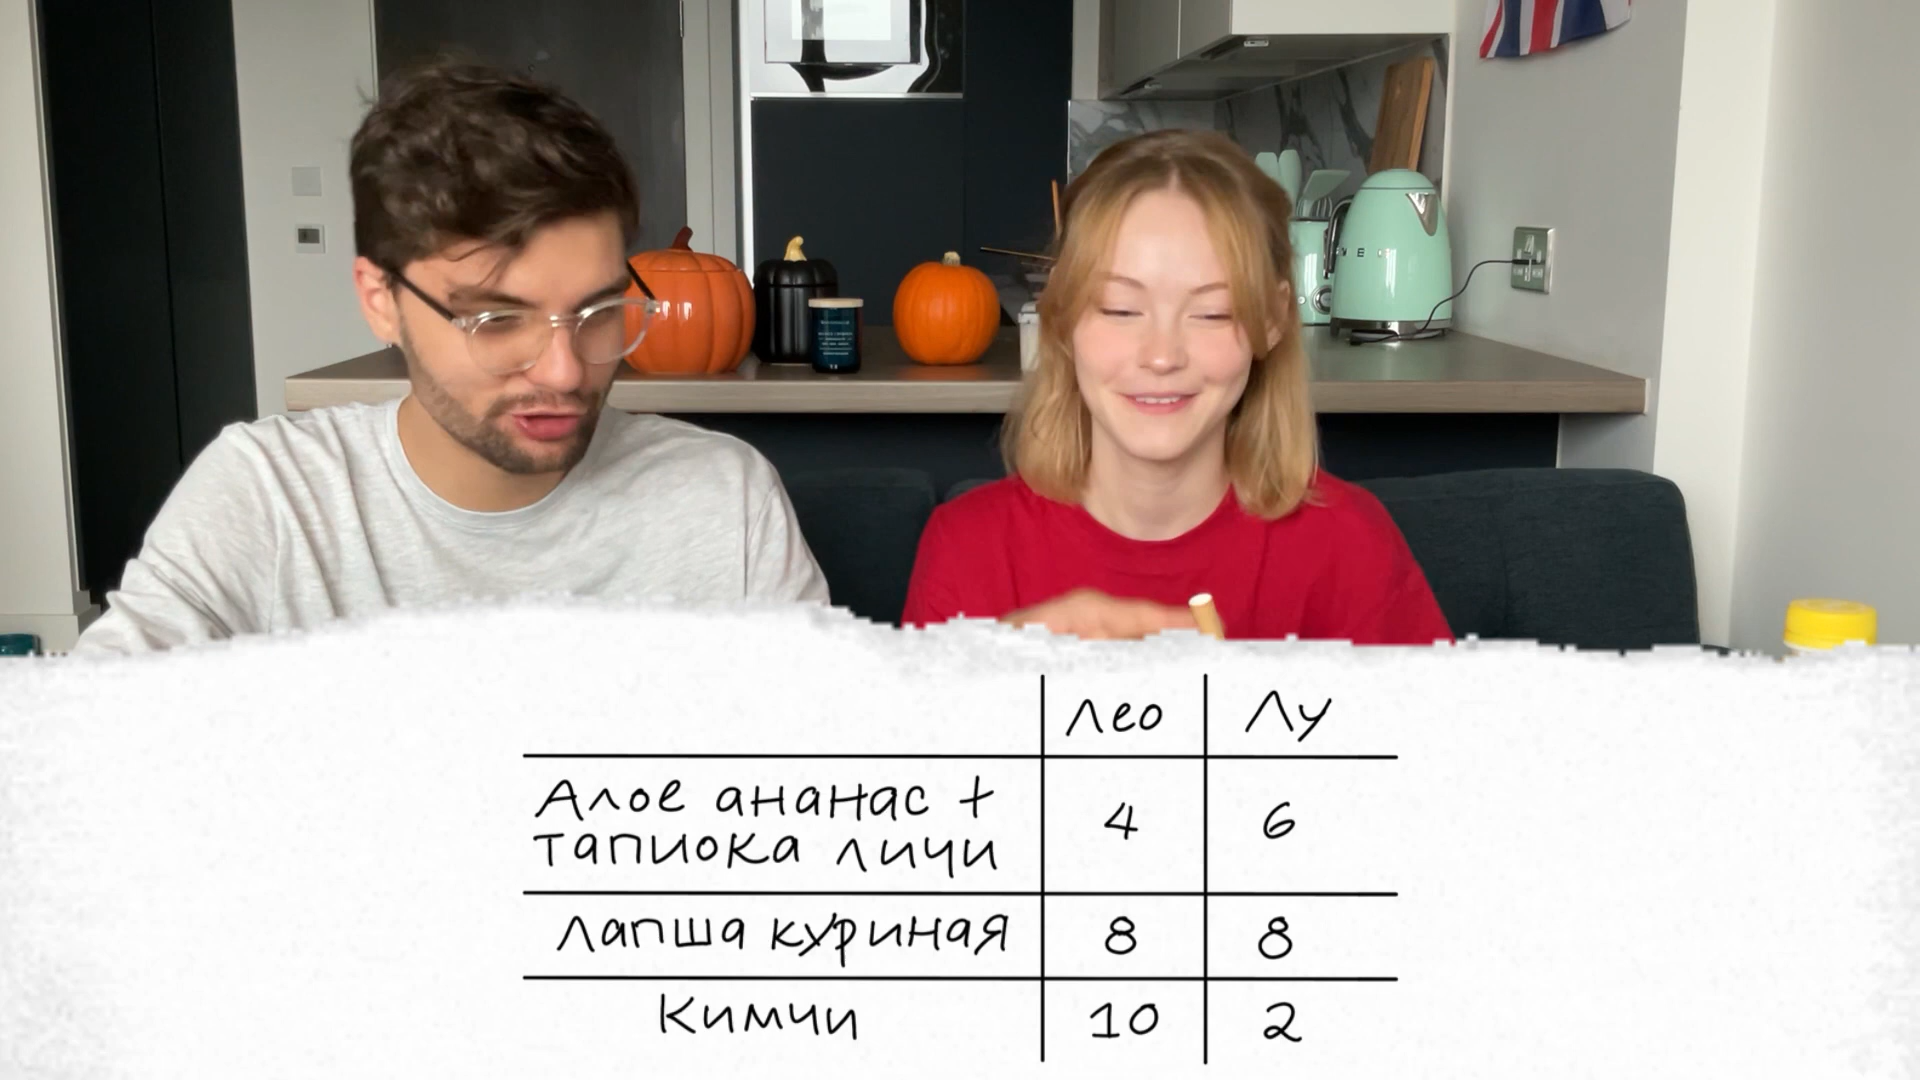 Лео Лу
Алое ананас + 4 6
тапиока личи
лапша куриная 8 8
Кимчи 10 2